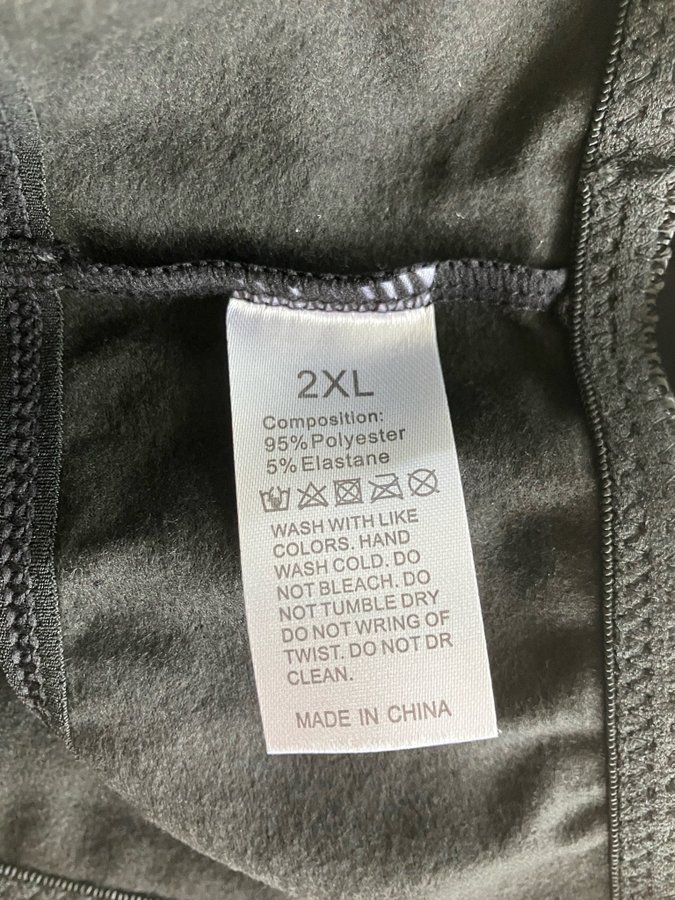 2XL
Composition:
95% Polyester
5% Elastane
WASH WITH LIKE
COLORS. HAND
WASH COLD. DO
NOT BLEACH. DO
NOT TUMBLE DRY
DO NOT WRING OF
TWIST. DO NOT DR
CLEAN.
MADE IN CHINA